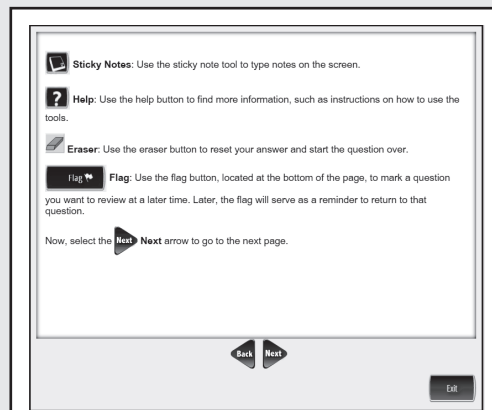 Sticky Notes: Use the sticky note tool to type notes on the screen.
? Help: Use the help button to find more information, such as instructions on how to use the
tools.
Eraser: Use the eraser button to reset your answer and start the question over.
Flag Flag: Use the flag button, located at the bottom of the page, to mark a question
you want to review at a later time. Later, the flag will serve as a reminder to return to that
question.
Now, select the Next Next arrow to go to the next page.
Back Next
Exit